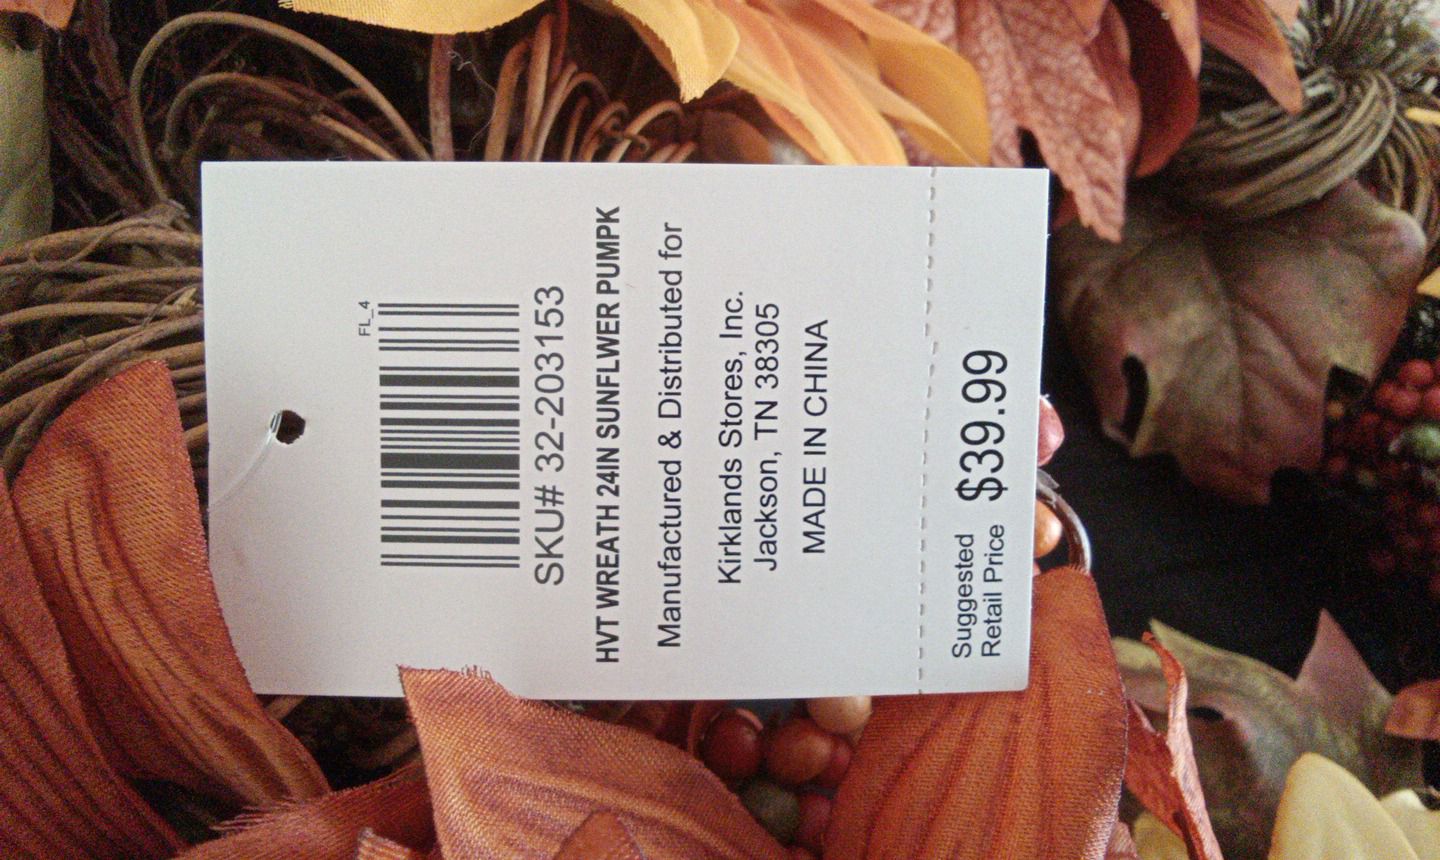 FL_4
SKU# 32-203153
HVT WREATH 24IN SUNFLWER PUMPK
Manufactured & Distributed for
Kirklands Stores, Inc.
Jackson, TN 38305
MADE IN CHINA
Suggested
Retail Price $39.99